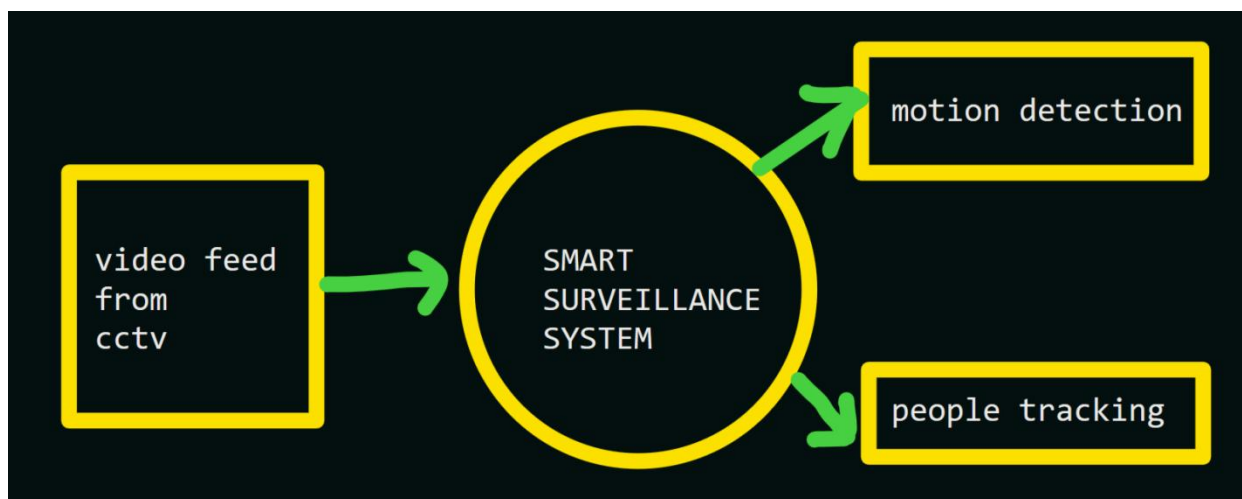 video feed
from
cctv
SMART
SURVEILLANCE
SYSTEM
motion detection
people tracking